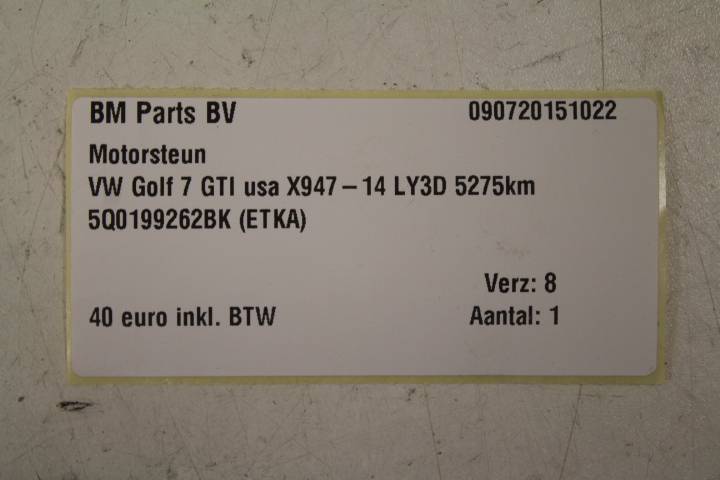 BM Parts BV 090720151022
Motorsteun
VW Golf 7 GTI usa X947-14 LY3D 5275km
5Q0199262BK (ETKA)
Verz: 8
40 euro inkl. BTW Aantal: 1